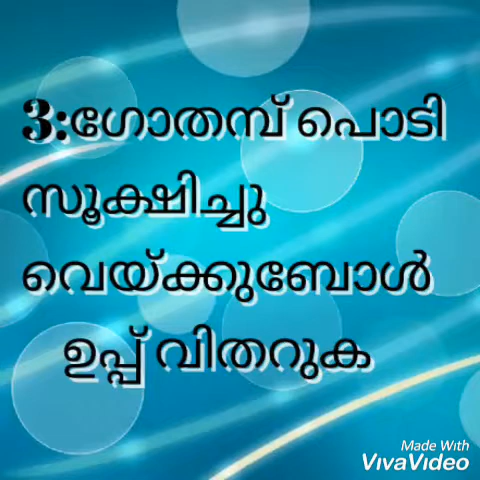 3:ഗോതമ്പ് പൊടി
സൂക്ഷിച്ചു
വെയ്ക്കുബോൾ
ഉപ്പ് വിതറുക
Made With
VivaVideo